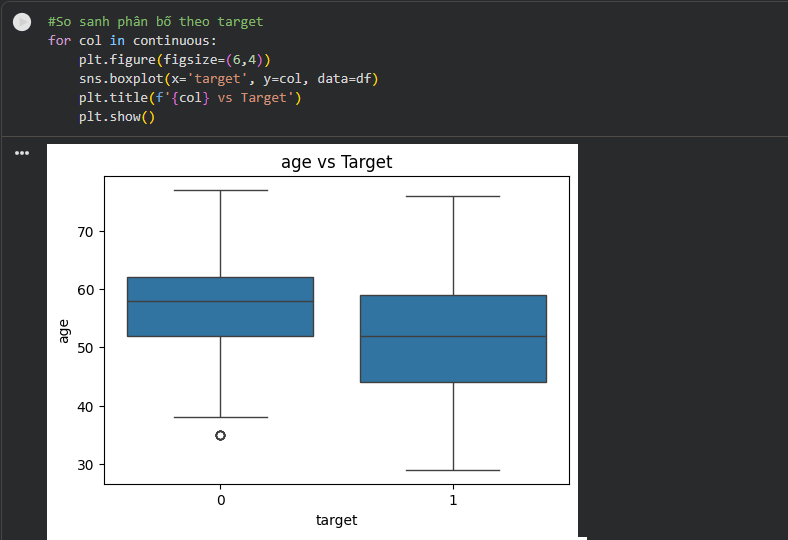 #So sanh phân bố theo target
for col in continuous:
    plt.figure(figsize=(6,4))
    sns.boxplot(x='target', y=col, data=df)
    plt.title(f'{col} vs Target')
    plt.show()
age vs Target
70
60
50
40
30
age
0
1
target